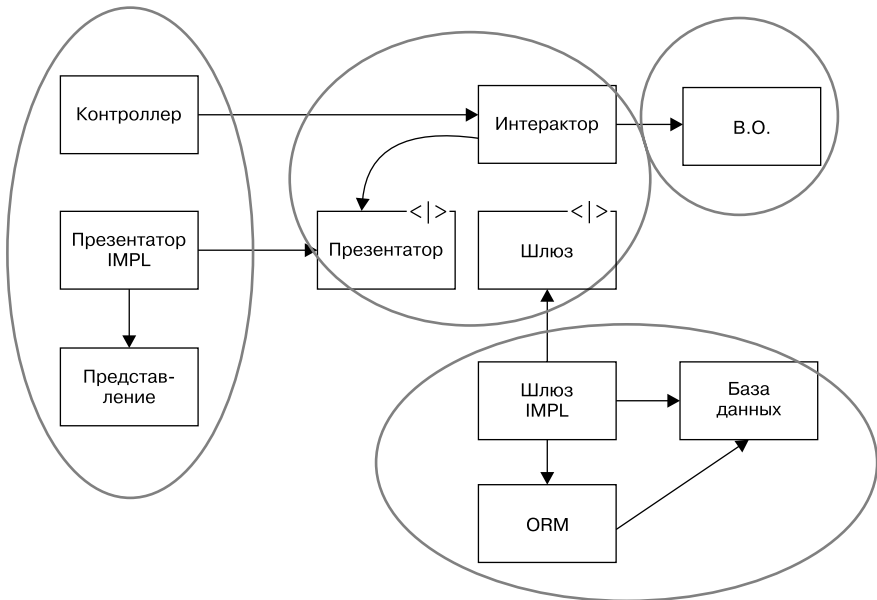 Контроллер
Интерактор
В.О.
<|>
<|>
Презентатор
IMPL
Презентатор
Шлюз
Представ-
ление
Шлюз
IMPL
База
данных
ORM